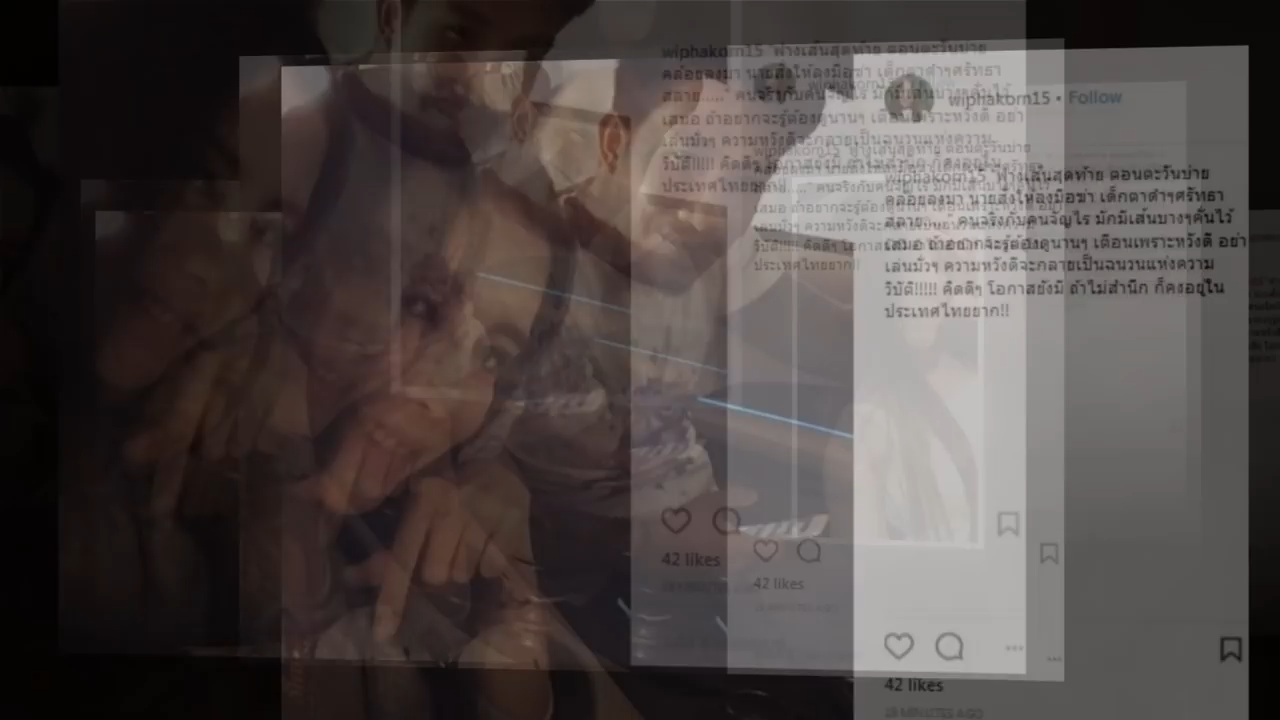 wiphakorn15 • Follow
wiphakorn15 "ฟางเส้นสุดท้าย ตอนตะวันบ่าย
คล้อยลงมา นายสั่งให้ลงมือฆ่า เด็กตาดำๆศรัทธา
สลาย....." คนจริงกับคนจัญไร มักมีเส้นบางๆคั่นไว้
เสมอ ถ้าอยากจะรู้ต้องดูนานๆ เตือนเพราะหวังดี อย่า
เล่นมั่วๆ ความหวังดีจะกลายเป็นฉนวนแห่งความ
วิบัติ!!!!! คิดดีๆ โอกาสยังมี ถ้าไม่สำนึก ก็คงอยู่ใน
ประเทศไทยยาก!!
42 likes
42 likes
42 likes